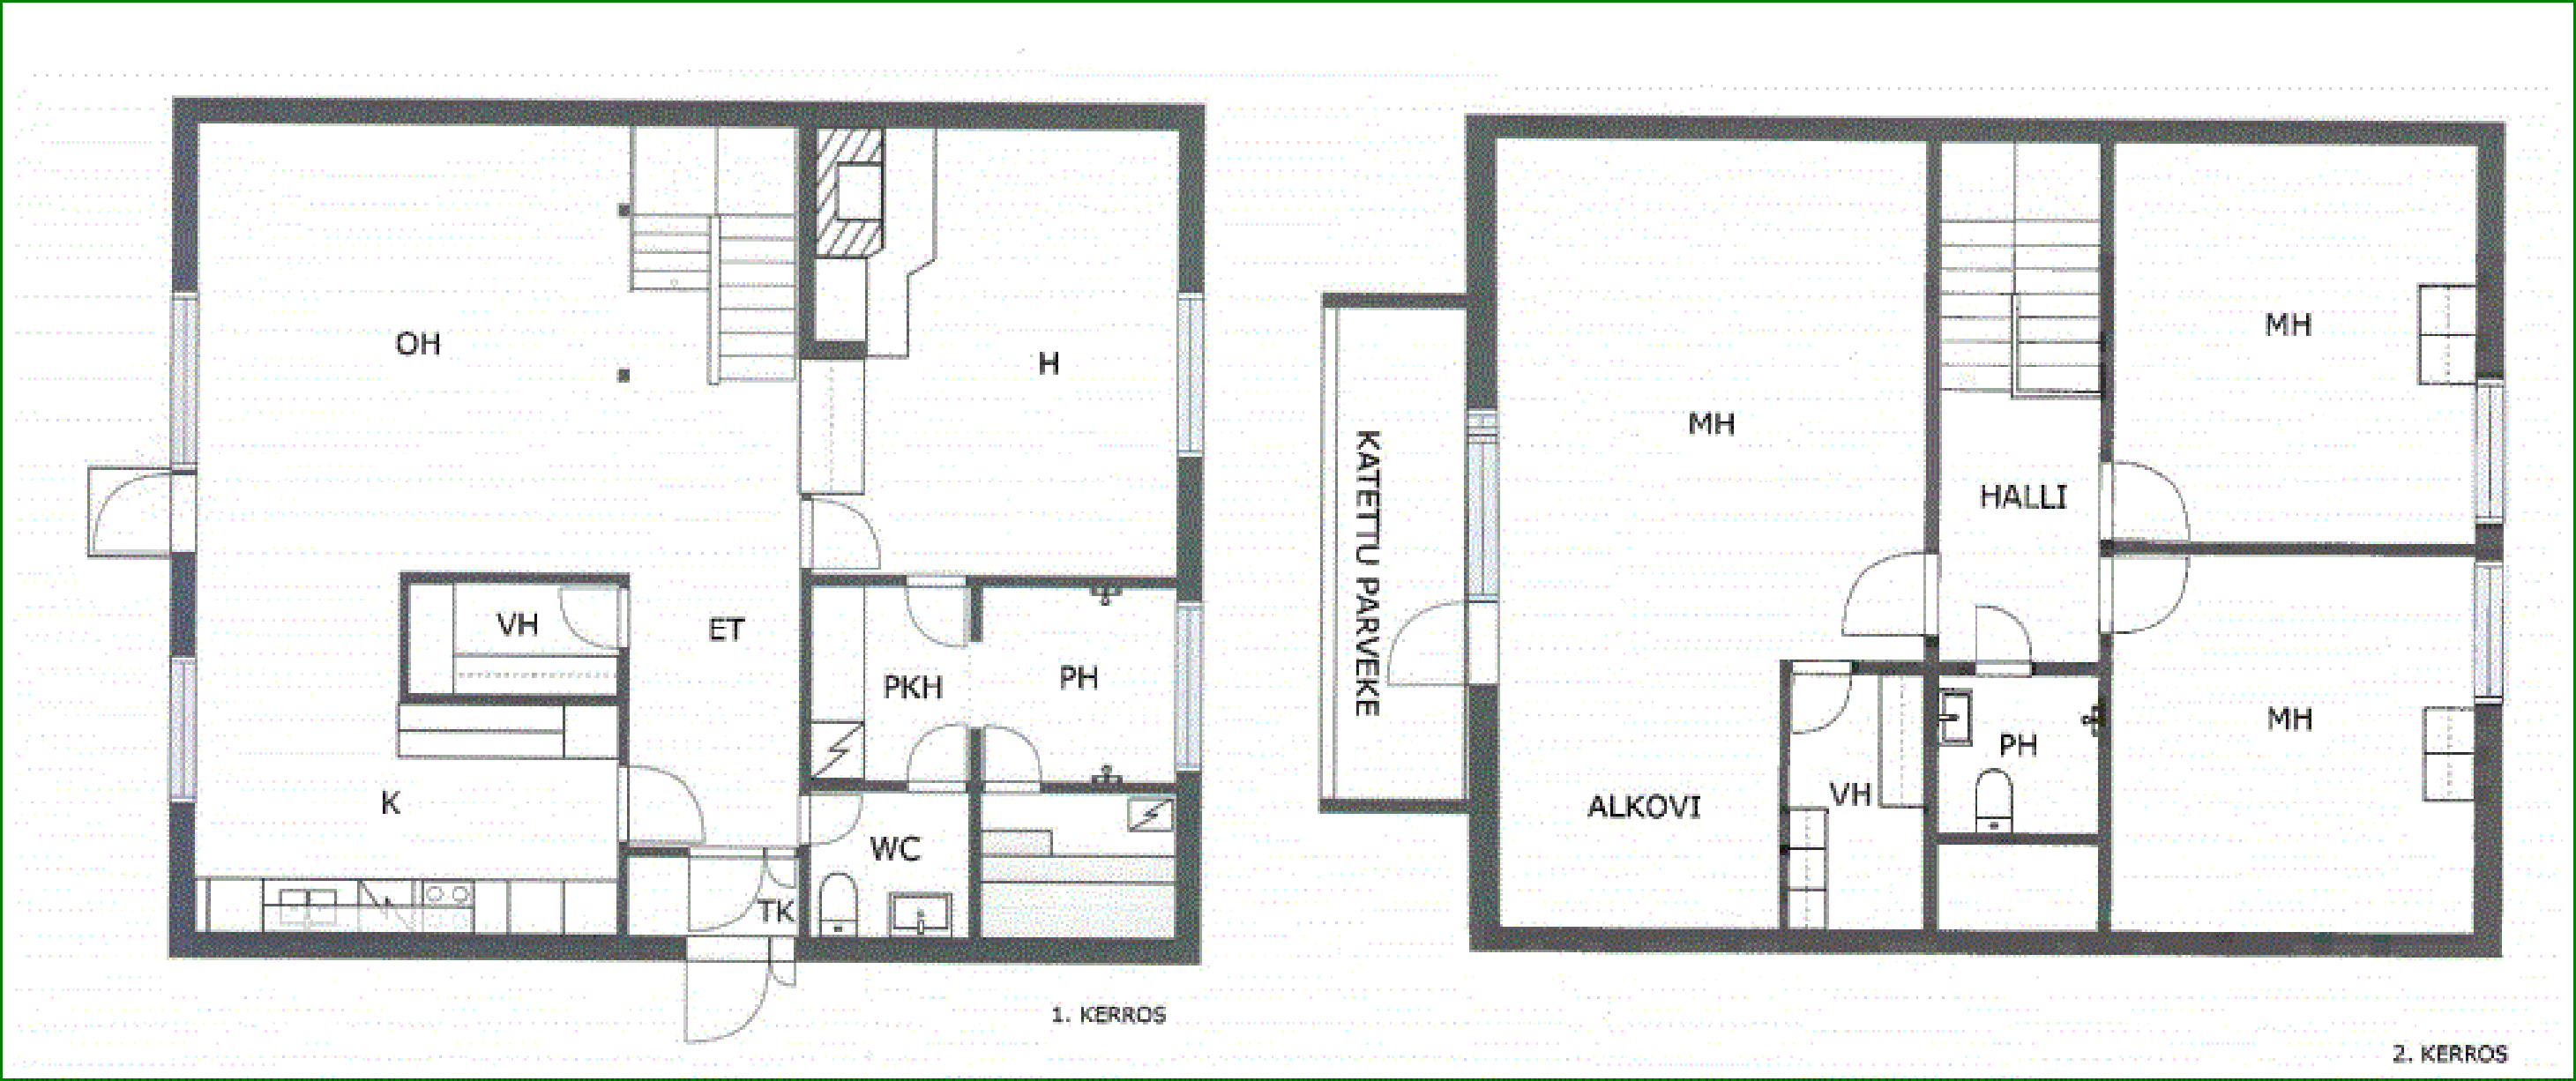 OH
H
VH
ET
PKH
PH
K
WC
TK
1. KERROS
MH
MH
KATETTU PARVEKE
HALLI
MH
PH
VH
ALKOVI
2. KERROS